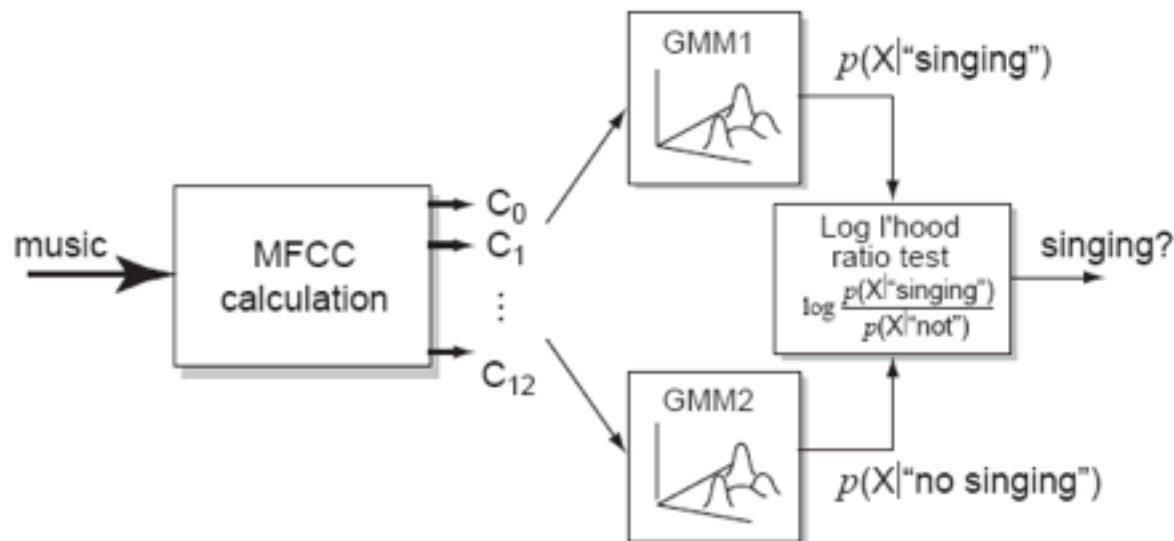 music
MFCC
calculation
C₀
C₁
⋮
C₁₂
GMM1
p(X|“singing”)
GMM2
p(X|“no singing”)
Log l'hood
ratio test
log p(X|“singing”)
p(X|“not”)
singing?